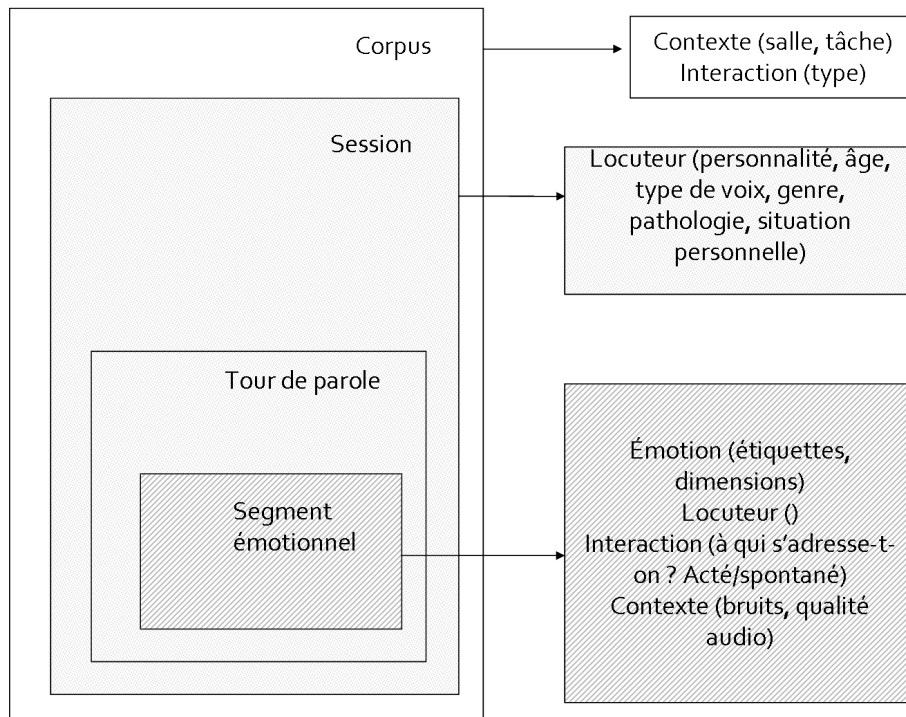 Corpus
Contexte (salle, tâche)
Interaction (type)
Session
Locuteur (personnalité, âge,
type de voix, genre,
pathologie, situation
personnelle)
Tour de parole
Segment
émotionnel
Émotion (étiquettes,
dimensions)
Locuteur ()
Interaction (à qui s’adresse-t-
on ? Acté/spontané)
Contexte (bruits, qualité
audio)